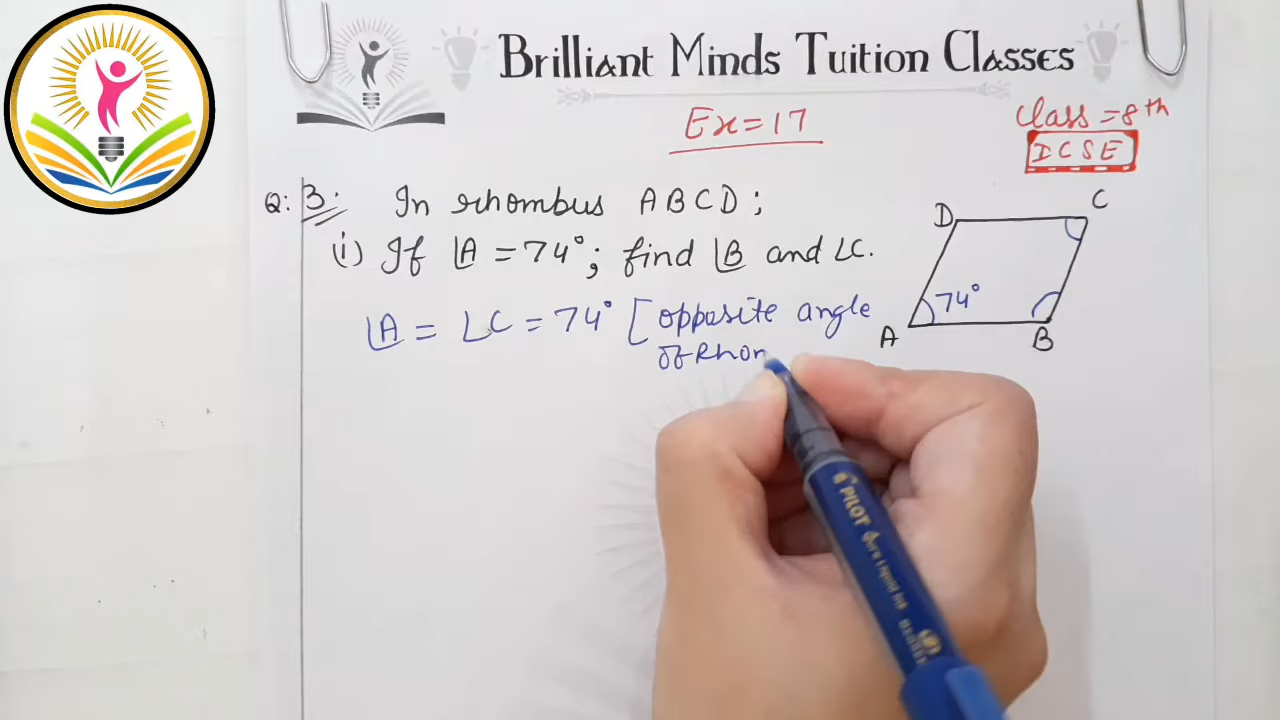 Brilliant Minds Tuition Classes
Ex=17
Class=8th
ICSE
Q:3: In rhombus ABCD;
(i) If ∠A = 74°; find ∠B and ∠C.
∠A = ∠C = 74° [opposite angle
of Rhom
D
C
74°
A
B
PILOT